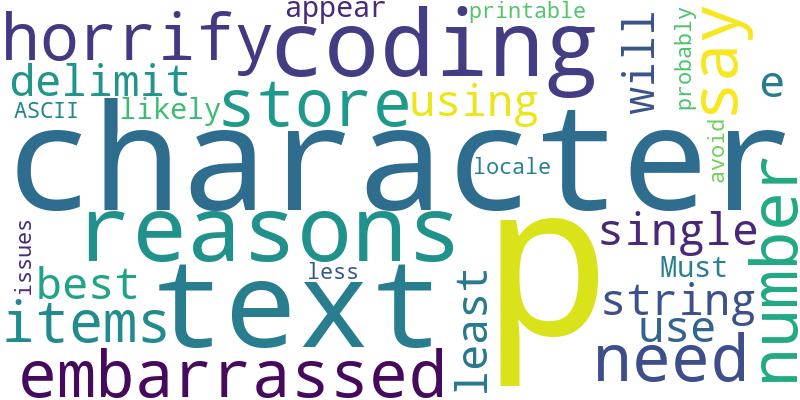 appear
printable
horrify
coding
will
probably
say
delimit
e
ASCII
likely
store
using
character
avoid
locale
reasons
p
single
number
issues
text
best
less
least
Must
items
string
use
embarrassed
need